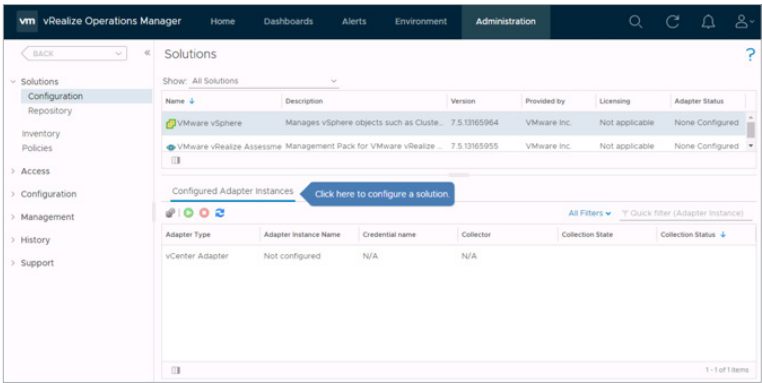 vm vRealize Operations Manager Home Dashboards Alerts Environment Administration
BACK
Solutions
?
Solutions
Configuration
Repository
Inventory
Policies
Access
Configuration
Management
History
Support
Show: All Solutions
Name Description Version Provided by Licensing Adapter Status
VMware vSphere Manages vSphere objects such as Cluste... 7.5.13165964 VMware Inc. Not applicable None Configured
VMware vRealize Assessme Management Pack for VMware vRealize ... 7.5.13165955 VMware Inc. Not applicable None Configured
Configured Adapter Instances
Click here to configure a solution.
All Filters Quick filter (Adapter Instance)
Adapter Type Adapter Instance Name Credential name Collector Collection State Collection Status
vCenter Adapter Not configured N/A N/A
1 - 1 of 1 items